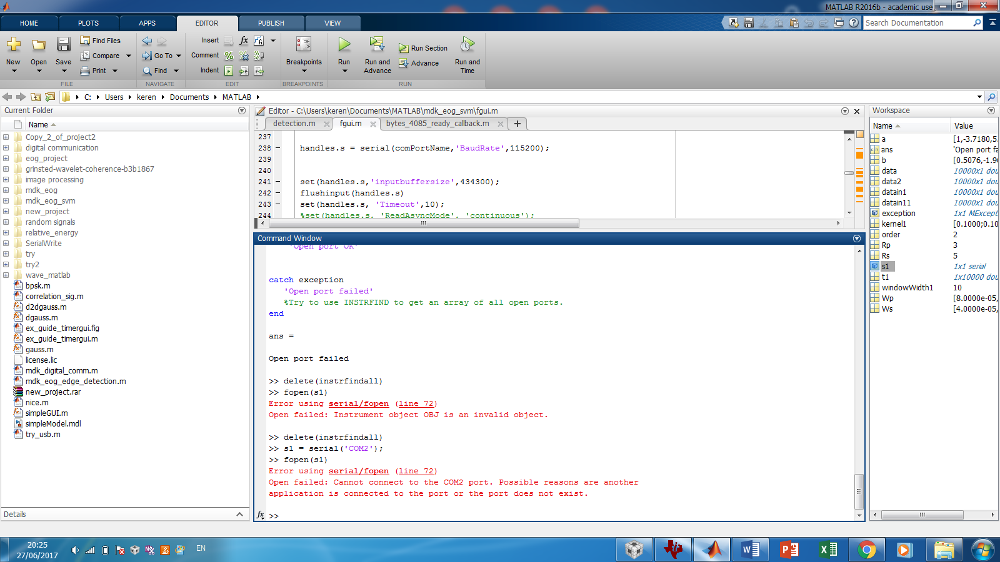 MATLAB R2016b - academic use
HOME
PLOTS
APPS
EDITOR
PUBLISH
VIEW
Search Documentation
New
Open
Save
Find Files
Compare
Print
Go To
Find
Insert
fx
Comment
Indent
Breakpoints
Run
Run and
Advance
Run Section
Advance
Run and
Time
FILE
NAVIGATE
EDIT
BREAKPOINTS
RUN
C:
Users
keren
Documents
MATLAB
Current Folder
Name
Copy_2_of_project2
digital communication
eog_project
grinsted-wavelet-coherence-b3b1867
image processing
mdk_eog
mdk_eog_svm
new_project
random signals
relative_energy
SerialWrite
try
try2
wave_matlab
bpsk.m
correlation_sig.m
d2dgauss.m
dgauss.m
ex_guide_timergui.fig
ex_guide_timergui.m
gauss.m
license.lic
mdk_digital_comm.m
mdk_eog_edge_detection.m
new_project.rar
nice.m
simpleGUI.m
simpleModel.mdl
try_usb.m
Details
Editor - C:\Users\keren\Documents\MATLAB\mdk_eog_svm\fgui.m
detection.m
fgui.m
bytes_4085_ready_callback.m
237
238 handles.s = serial(comPortName,'BaudRate',115200);
239
240
241 set(handles.s,'inputbuffersize',434300);
242 flushinput(handles.s)
243 set(handles.s, 'Timeout',10);
244 %set(handles.s, 'ReadAsyncMode', 'continuous');
Command Window
'Open port OK'
catch exception
'Open port failed'
%Try to use INSTRFIND to get an array of all open ports.
end
ans =
Open port failed
>> delete(instrfindall)
>> fopen(s1)
Error using serial/fopen (line 72)
Open failed: Instrument object OBJ is an invalid object.
>> delete(instrfindall)
>> s1 = serial('COM2');
>> fopen(s1)
Error using serial/fopen (line 72)
Open failed: Cannot connect to the COM2 port. Possible reasons are another
application is connected to the port or the port does not exist.
fx >>
Workspace
Name Value
a [1,-3.7180,5.
ans 'Open port fa
b [0.5076,-1.90
data 10000x1 dou
data2 10000x1 dou
datain1 10000x1 dou
datain11 10000x1 dou
exception 1x1 MExcept
kernel1 [0.1000;0.10
order 2
Rp 3
Rs 5
s1 1x1 serial
t1 1x10000 dou
windowWidth1 10
Wp [8.0000e-05,
Ws [4.0000e-05,
20:25
27/06/2017
EN